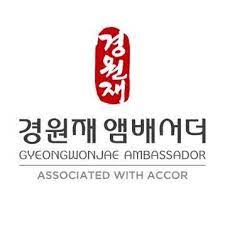 경원재
경원재 앰배서더
GYEONGWONJAE AMBASSADOR
ASSOCIATED WITH ACCOR